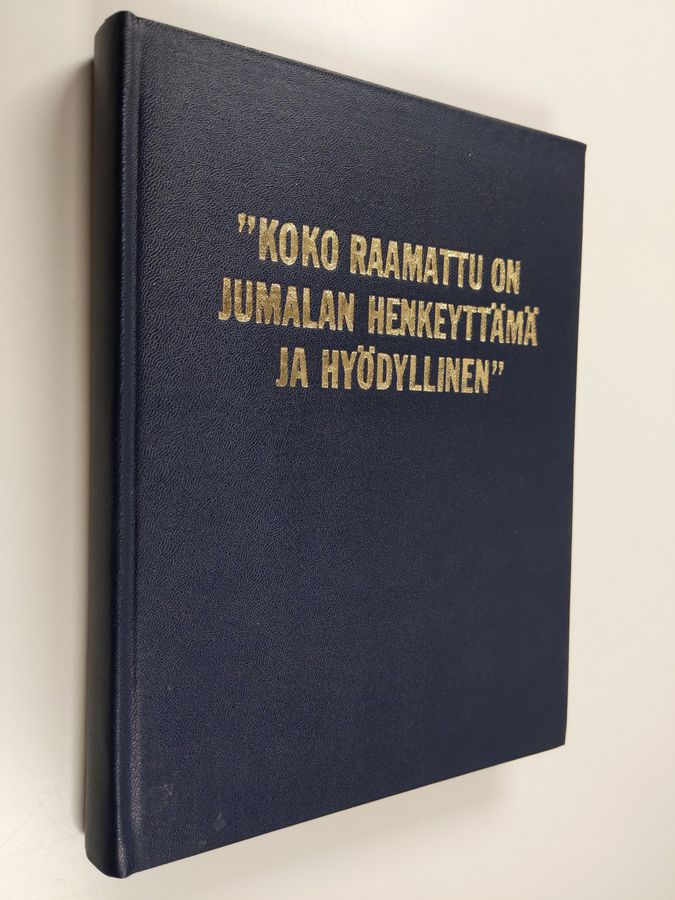 ”KOKO RAAMATTU ON
JUMALAN HENKEYTTÄMÄ
JA HYÖDYLLINEN”